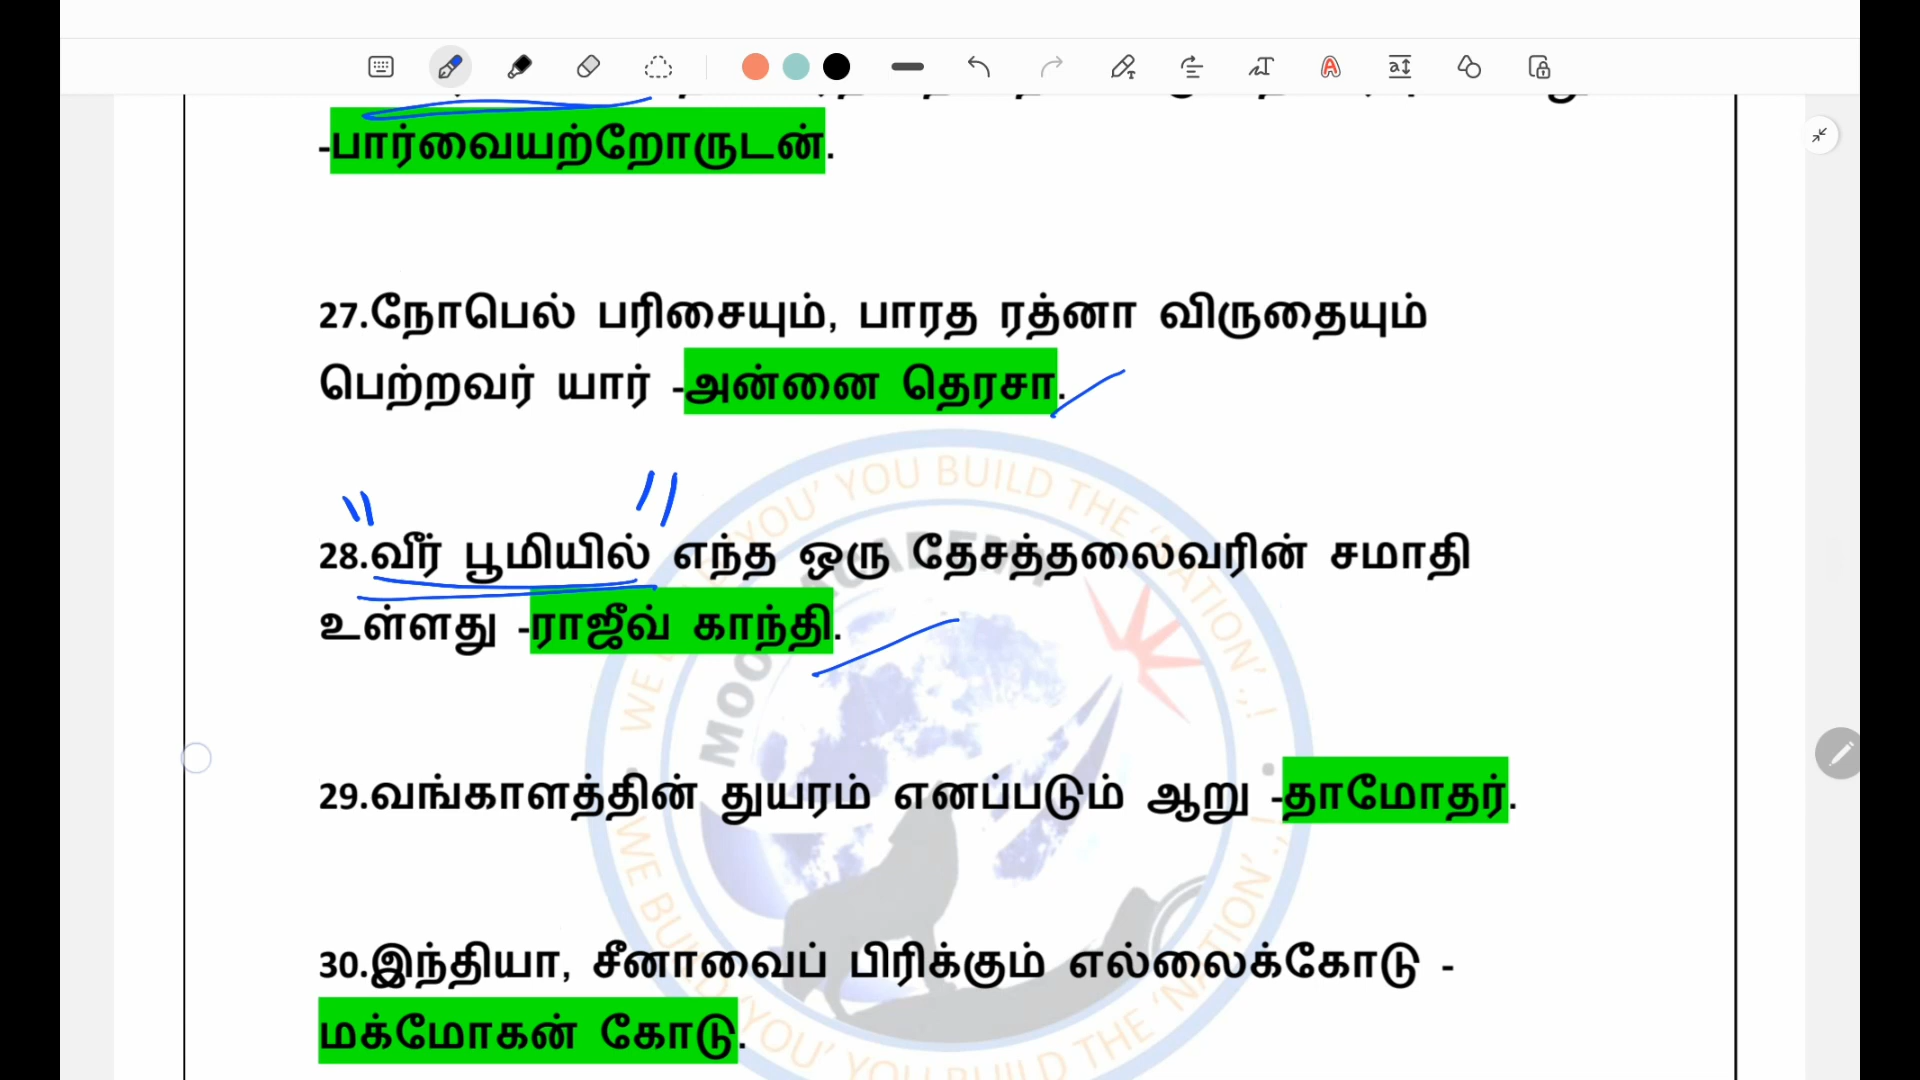 -பார்வையற்றோருடன்.
27.நோபெல் பரிசையும், பாரத ரத்னா விருதையும்
பெற்றவர் யார் -அன்னை தெரசா.
28.வீர் பூமியில் எந்த ஒரு தேசத்தலைவரின் சமாதி
உள்ளது -ராஜீவ் காந்தி.
29.வங்காளத்தின் துயரம் எனப்படும் ஆறு -தாமோதர்.
30.இந்தியா, சீனாவைப் பிரிக்கும் எல்லைக்கோடு -
மக்மோகன் கோடு.